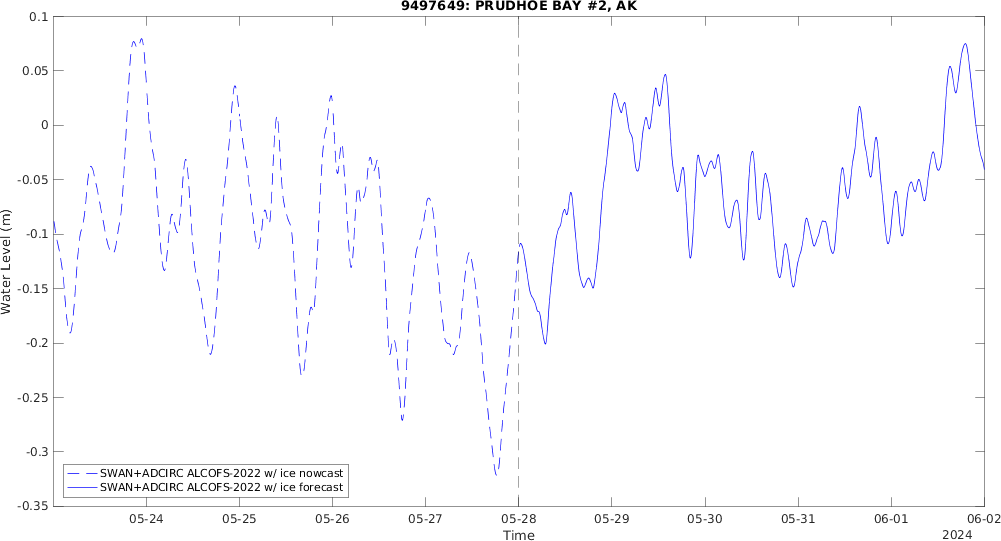 9497649: PRUDHOE BAY #2, AK
0.1
0.05
0
-0.05
-0.1
-0.15
-0.2
-0.25
-0.3
-0.35
Water Level (m)
SWAN+ADCIRC ALCOFS-2022 w/ ice nowcast
SWAN+ADCIRC ALCOFS-2022 w/ ice forecast
05-24 05-25 05-26 05-27 05-28 05-29 05-30 05-31 06-01 06-02
Time
2024